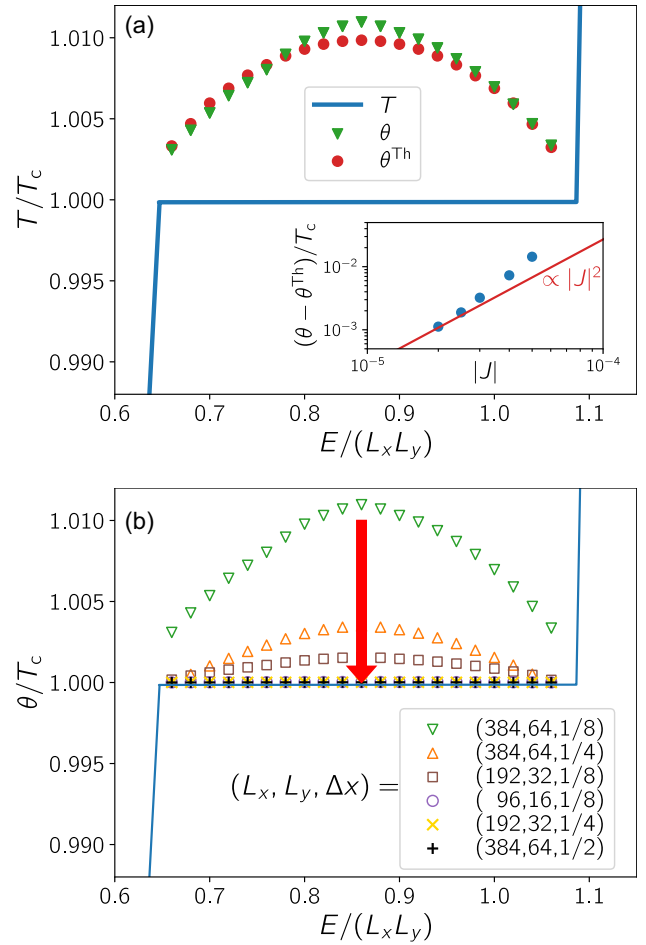 (a)
1.010
1.005
1.000
0.995
0.990
T/T_c
T
θ
θ^Th
(θ − θ^Th)/T_c
10^−2
10^−3
∝ |J|^2
10^−5
10^−4
|J|
0.6 0.7 0.8 0.9 1.0 1.1
E/(L_xL_y)
(b)
1.010
1.005
1.000
0.995
0.990
θ/T_c
(L_x, L_y, Δx) =
(384,64,1/8)
(384,64,1/4)
(192,32,1/8)
( 96,16,1/8)
(192,32,1/4)
(384,64,1/2)
0.6 0.7 0.8 0.9 1.0 1.1
E/(L_xL_y)